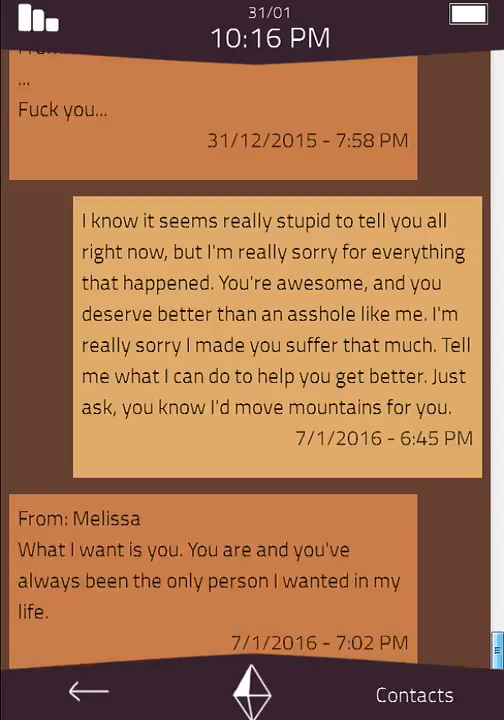 31/01
10:16 PM
...
Fuck you...
31/12/2015 - 7:58 PM
I know it seems really stupid to tell you all
right now, but I'm really sorry for everything
that happened. You're awesome, and you
deserve better than an asshole like me. I'm
really sorry I made you suffer that much. Tell
me what I can do to help you get better. Just
ask, you know I'd move mountains for you.
7/1/2016 - 6:45 PM
From: Melissa
What I want is you. You are and you've
always been the only person I wanted in my
life.
7/1/2016 - 7:02 PM
Contacts